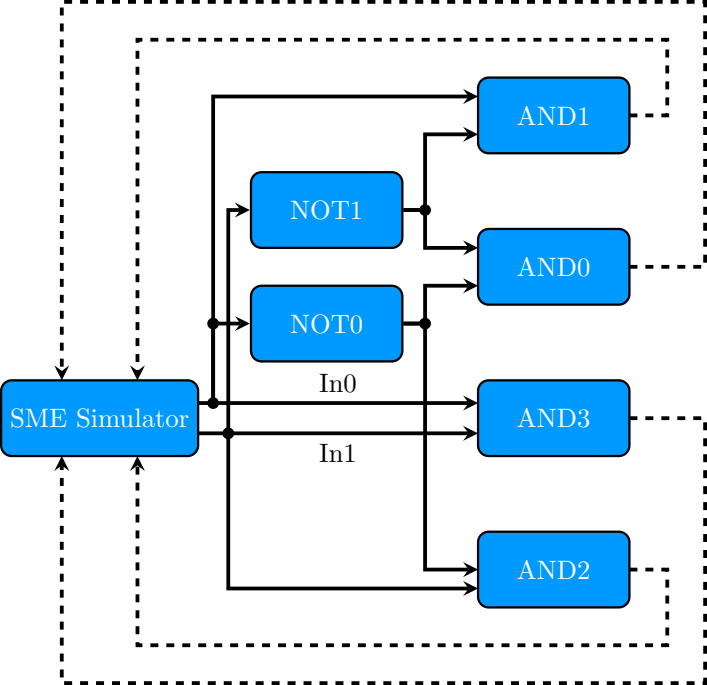 AND1
NOT1
AND0
NOT0
In0
SME Simulator
AND3
In1
AND2